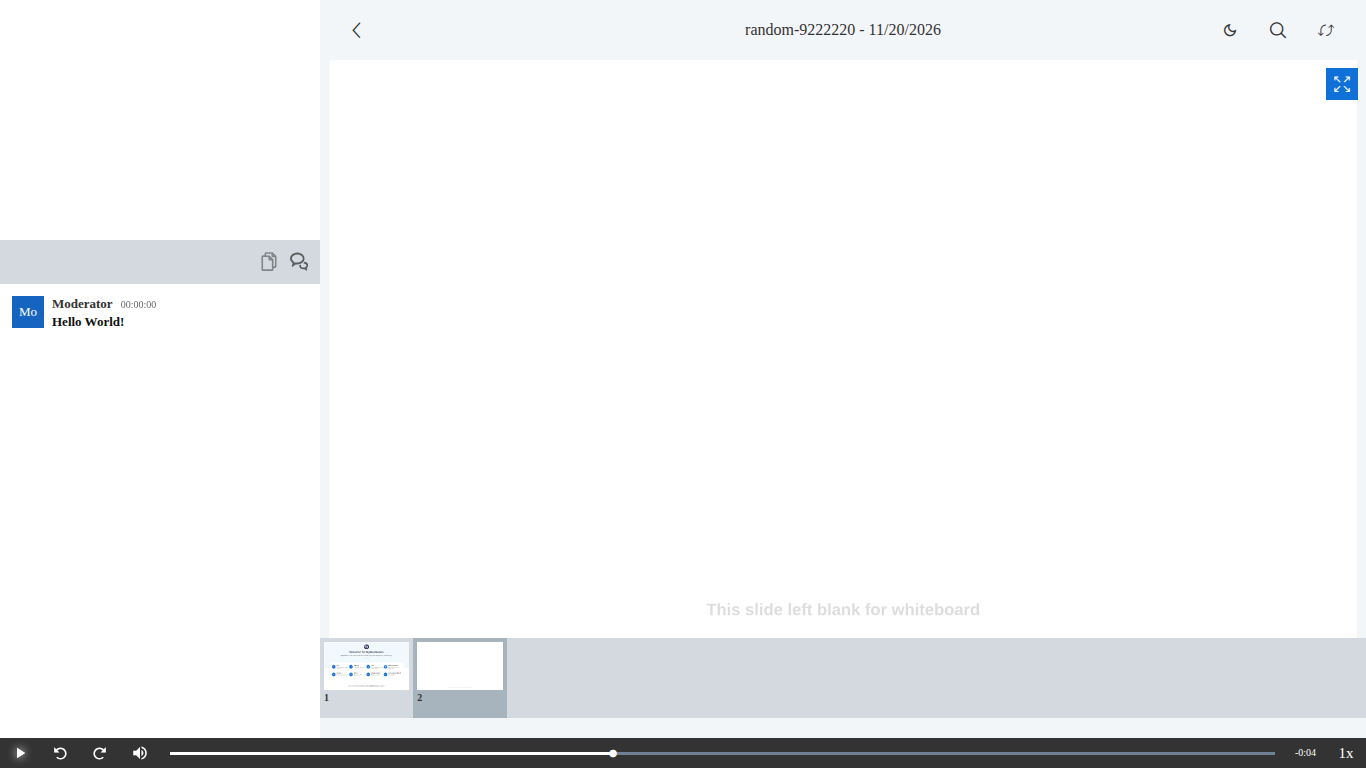 random-9222220 - 11/20/2026
Mo
Moderator 00:00:00
Hello World!
This slide left blank for whiteboard
1
2
-0:04
1x